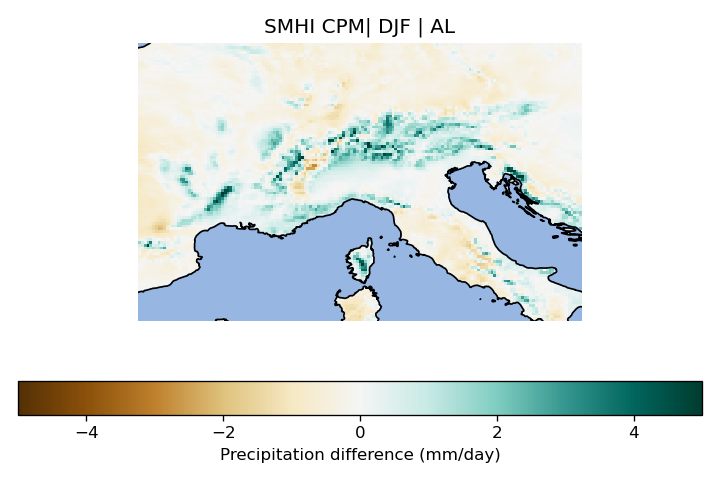 SMHI CPM| DJF | AL
−4 −2 0 2 4
Precipitation difference (mm/day)